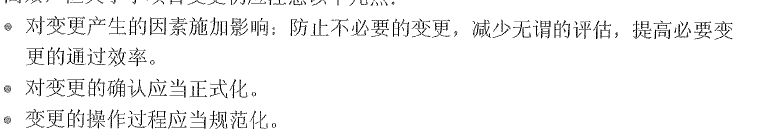 ● 对变更产生的因素施加影响：防止不必要的变更，减少无谓的评估，提高必要变
更的通过效率。
● 对变更的确认应当正式化。
● 变更的操作过程应当规范化。